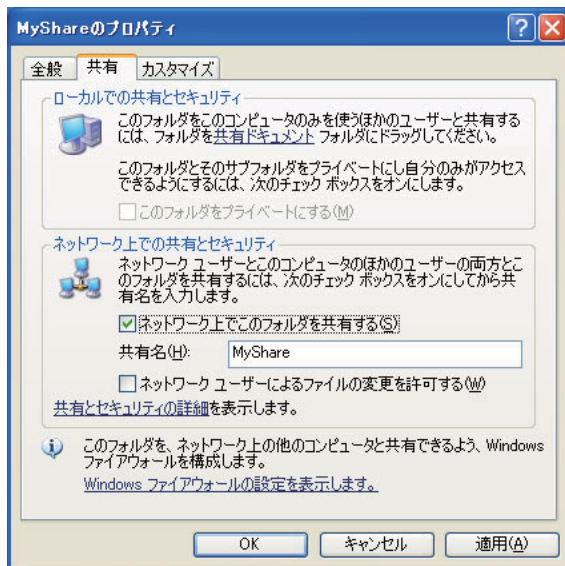 MyShareのプロパティ
全般 共有 カスタマイズ
ローカルでの共有とセキュリティ
このフォルダをこのコンピュータのみを使うほかのユーザーと共有する
には、フォルダを共有ドキュメント フォルダにドラッグしてください。
このフォルダとそのサブフォルダをプライベートにし自分のみがアクセス
できるようにするには、次のチェック ボックスをオンにします。
このフォルダをプライベートにする(M)
ネットワーク上での共有とセキュリティ
ネットワーク ユーザーとこのコンピュータのほかのユーザーの両方とこ
のフォルダを共有するには、次のチェック ボックスをオンにしてから共
有名を入力します。
ネットワーク上でこのフォルダを共有する(S)
共有名(H): MyShare
ネットワーク ユーザーによるファイルの変更を許可する(W)
共有とセキュリティの詳細を表示します。
このフォルダを、ネットワーク上の他のコンピュータと共有できるよう、Windows
ファイアウォールを構成します。
Windows ファイアウォールの設定を表示します。
OK キャンセル 適用(A)